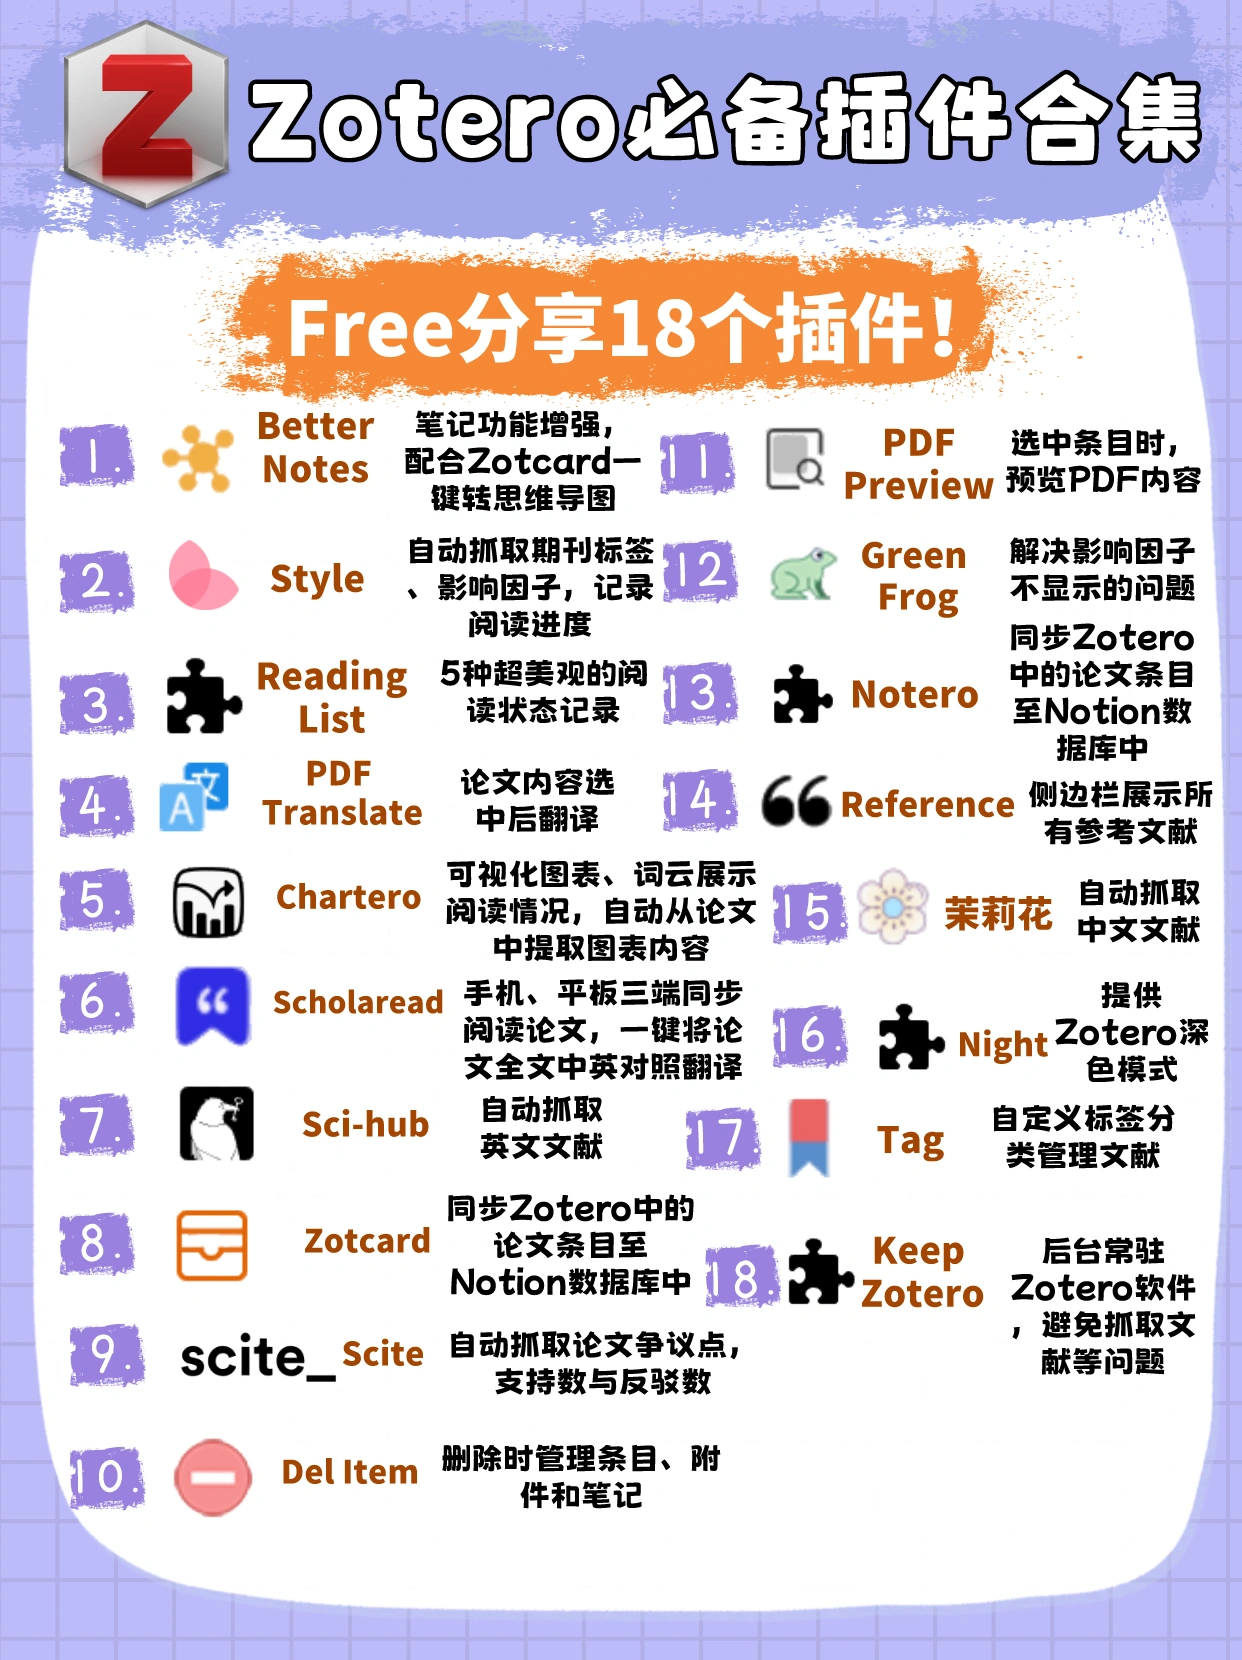 Z
Zotero必备插件合集
Free分享18个插件!
1.
Better
Notes
笔记功能增强,
配合Zotcard一
键转思维导图
2.
Style
自动抓取期刊标签
、影响因子，记录
阅读进度
3.
Reading
List
5种超美观的阅
读状态记录
4.
文
A
PDF
Translate
论文内容选
中后翻译
5.
Chartero
可视化图表、词云展示
阅读情况，自动从论文
中提取图表内容
6.
Scholaread
手机、平板三端同步
阅读论文，一键将论
文全文中英对照翻译
7.
Sci-hub
自动抓取
英文文献
8.
Zotcard
同步Zotero中的
论文条目至
Notion数据库中
9.
scite_
Scite
自动抓取论文争议点，
支持数与反驳数
10.
Del Item
删除时管理条目、附
件和笔记
11.
PDF
Preview
选中条目时，
预览PDF内容
12
Green
Frog
解决影响因子
不显示的问题
13.
Notero
同步Zotero
中的论文条目
至Notion数
据库中
14.
Reference
侧边栏展示所
有参考文献
15.
茉莉花
自动抓取
中文文献
16.
Night
提供
Zotero深
色模式
17.
Tag
自定义标签分
类管理文献
18.
Keep
Zotero
后台常驻
Zotero软件
，避免抓取文
献等问题